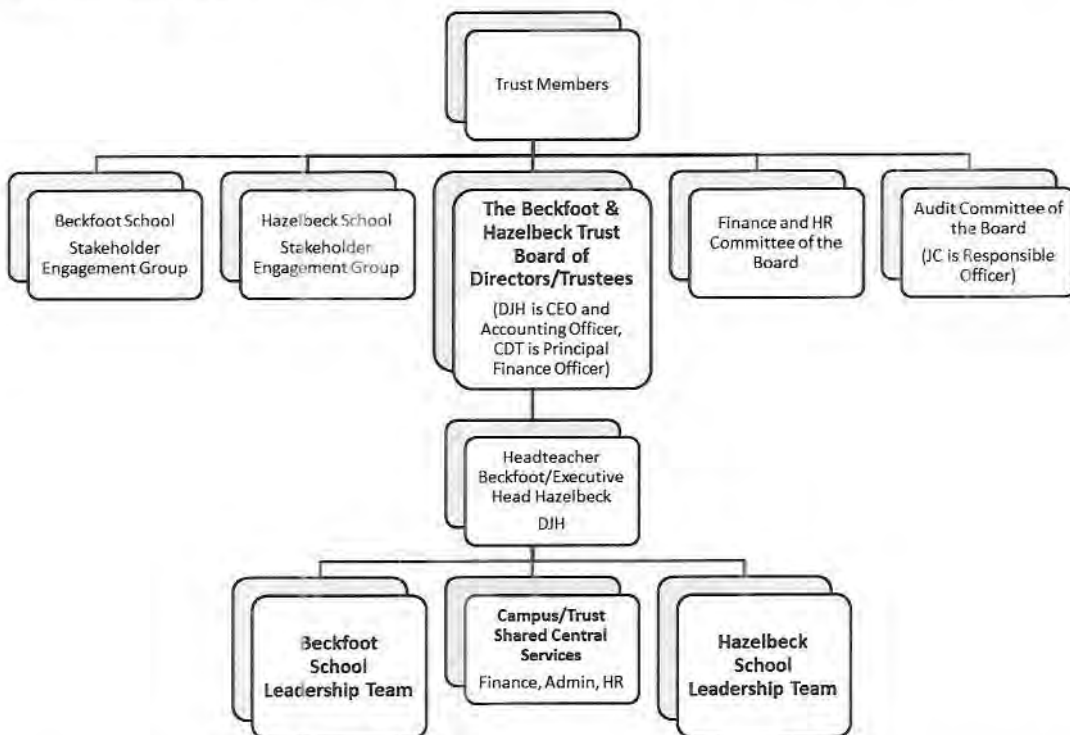 Trust Members
Beckfoot School
Stakeholder
Engagement Group
Hazelbeck School
Stakeholder
Engagement Group
The Beckfoot &
Hazelbeck Trust
Board of
Directors/Trustees
(DJH is CEO and
Accounting Officer,
CDT is Principal
Finance Officer)
Finance and HR
Committee of the
Board
Audit Committee of
the Board
(JC is Responsible
Officer)
Headteacher
Beckfoot/Executive
Head Hazelbeck
DJH
Beckfoot
School
Leadership Team
Campus/Trust
Shared Central
Services
Finance, Admin, HR
Hazelbeck
School
Leadership Team